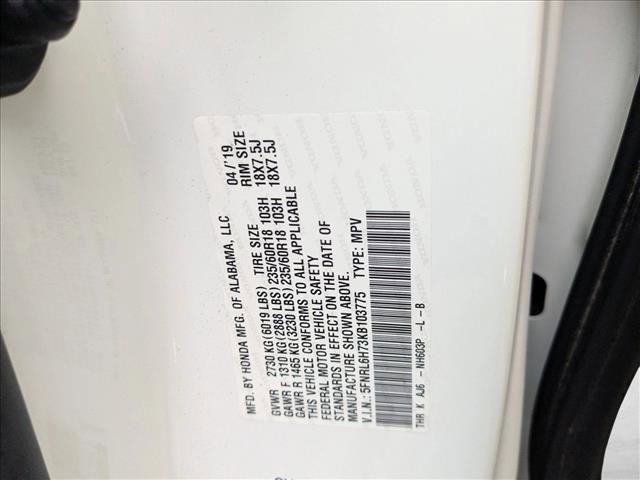 MFD. BY HONDA MFG. OF ALABAMA, LLC 04/'19
TIRE SIZE RIM SIZE
GVWR 2730 KG(6019 LBS)
GAWR F 1310 KG(2888 LBS)235/60R18 103H 18X7.5J
GAWR R 1465 KG(3230 LBS)235/60R18 103H 18X7.5J
THIS VEHICLE CONFORMS TO ALL APPLICABLE
FEDERAL MOTOR VEHICLE SAFETY
STANDARDS IN EFFECT ON THE DATE OF
MANUFACTURE SHOWN ABOVE.
V.I.N.: 5FNRL6H73KB103775 TYPE: MPV
THR K AJ6 - NH603P -L-B